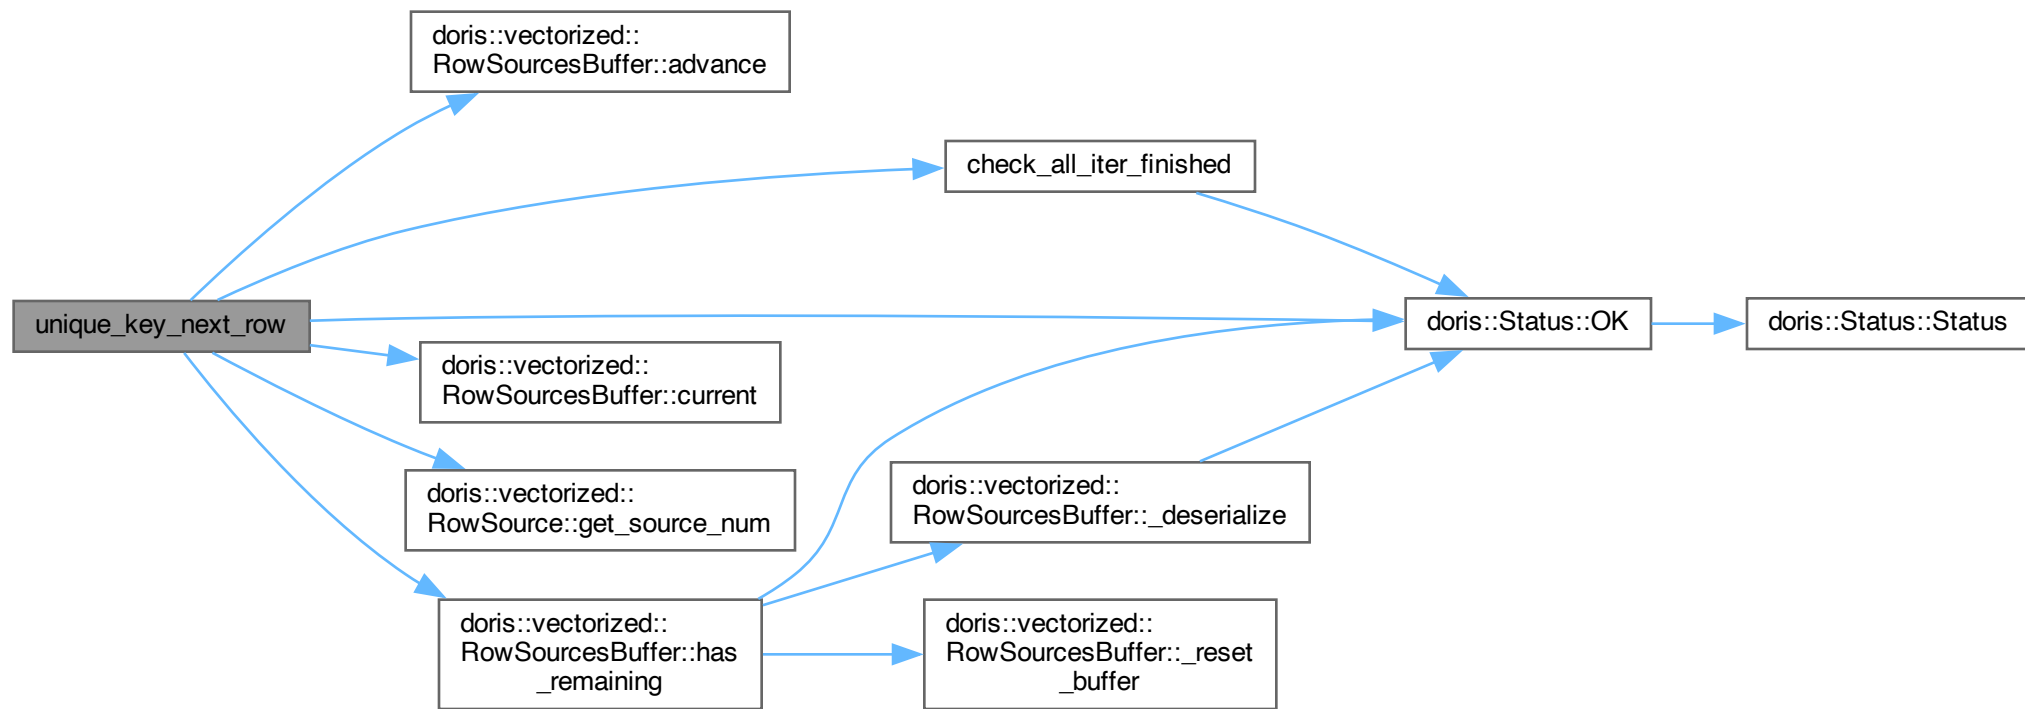 doris::vectorized::
RowSourcesBuffer::advance
check_all_iter_finished
unique_key_next_row
doris::Status::OK
doris::Status::Status
doris::vectorized::
RowSourcesBuffer::current
doris::vectorized::
RowSource::get_source_num
doris::vectorized::
RowSourcesBuffer::_deserialize
doris::vectorized::
RowSourcesBuffer::has
_remaining
doris::vectorized::
RowSourcesBuffer::_reset
_buffer